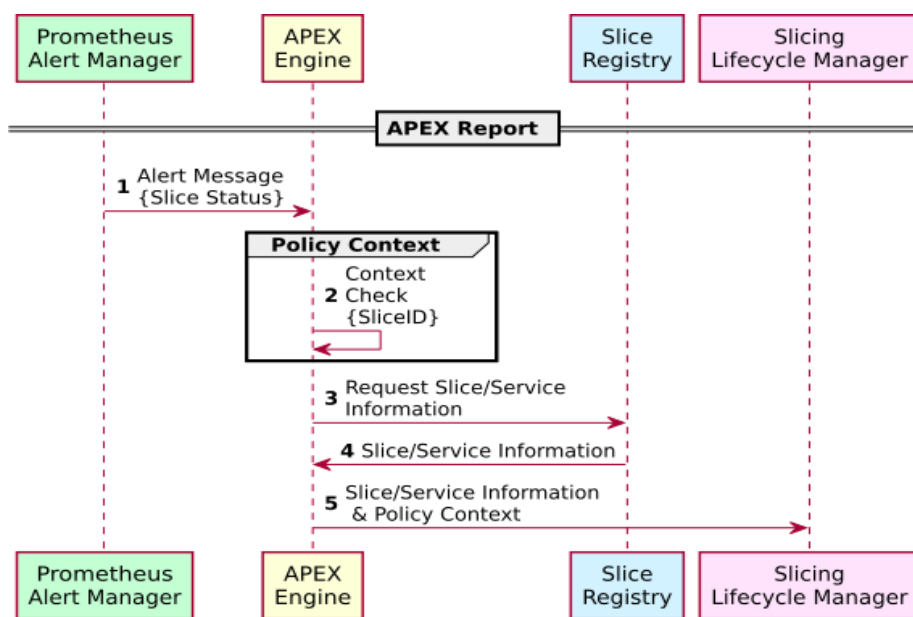 Prometheus
Alert Manager
APEX
Engine
Slice
Registry
Slicing
Lifecycle Manager
APEX Report
1 Alert Message
{Slice Status}
Policy Context
Context
2 Check
{SliceID}
3 Request Slice/Service
Information
4 Slice/Service Information
5 Slice/Service Information
& Policy Context
Prometheus
Alert Manager
APEX
Engine
Slice
Registry
Slicing
Lifecycle Manager